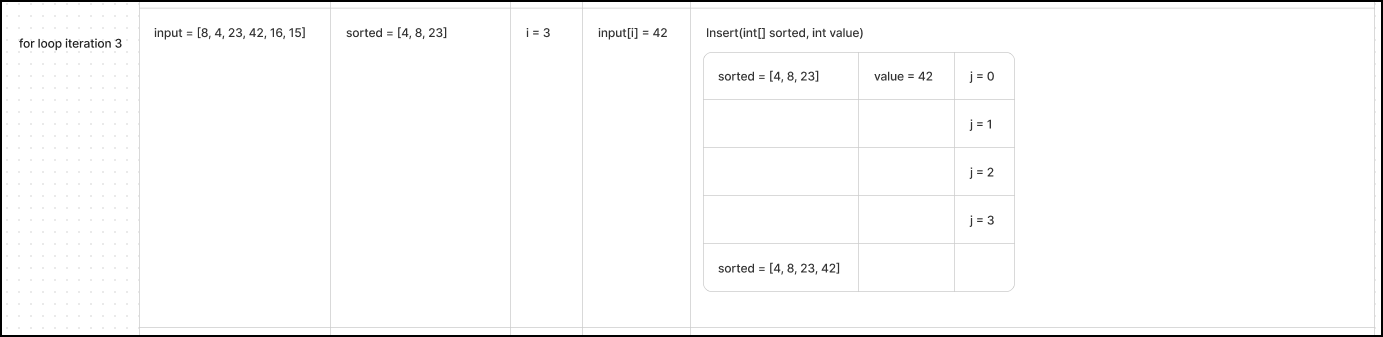 for loop iteration 3
input = [8, 4, 23, 42, 16, 15]
sorted = [4, 8, 23]
i = 3
input[i] = 42
Insert(int[] sorted, int value)
sorted = [4, 8, 23]
value = 42
j = 0
j = 1
j = 2
j = 3
sorted = [4, 8, 23, 42]